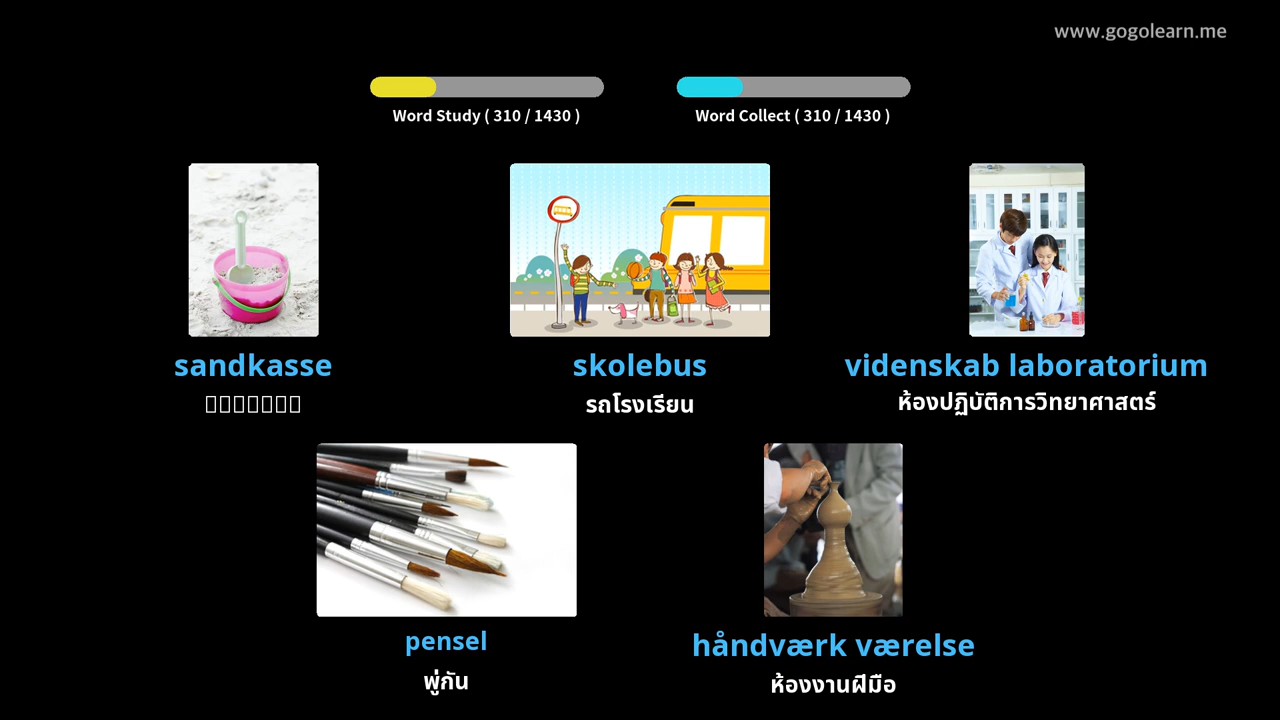 www.gogolearn.me
Word Study ( 310 / 1430 )
Word Collect ( 310 / 1430 )
sandkasse
skolebus
รถโรงเรียน
videnskab laboratorium
ห้องปฏิบัติการวิทยาศาสตร์
pensel
พู่กัน
håndværk værelse
ห้องงานฝีมือ